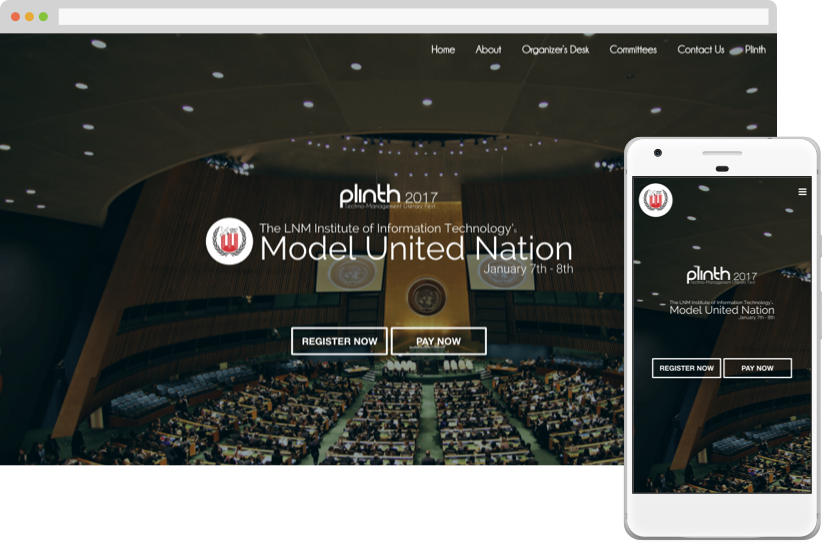 Home About Organizer's Desk Committees Contact Us Plinth
plinth 2017
Techno-Management Literary Fest
The LNM Institute of Information Technology's
Model United Nation
January 7th - 8th
REGISTER NOW PAY NOW
plinth 2017
Techno-Management Literary Fest
The LNM Institute of Information Technology's
Model United Nation
January 7th - 8th
REGISTER NOW PAY NOW